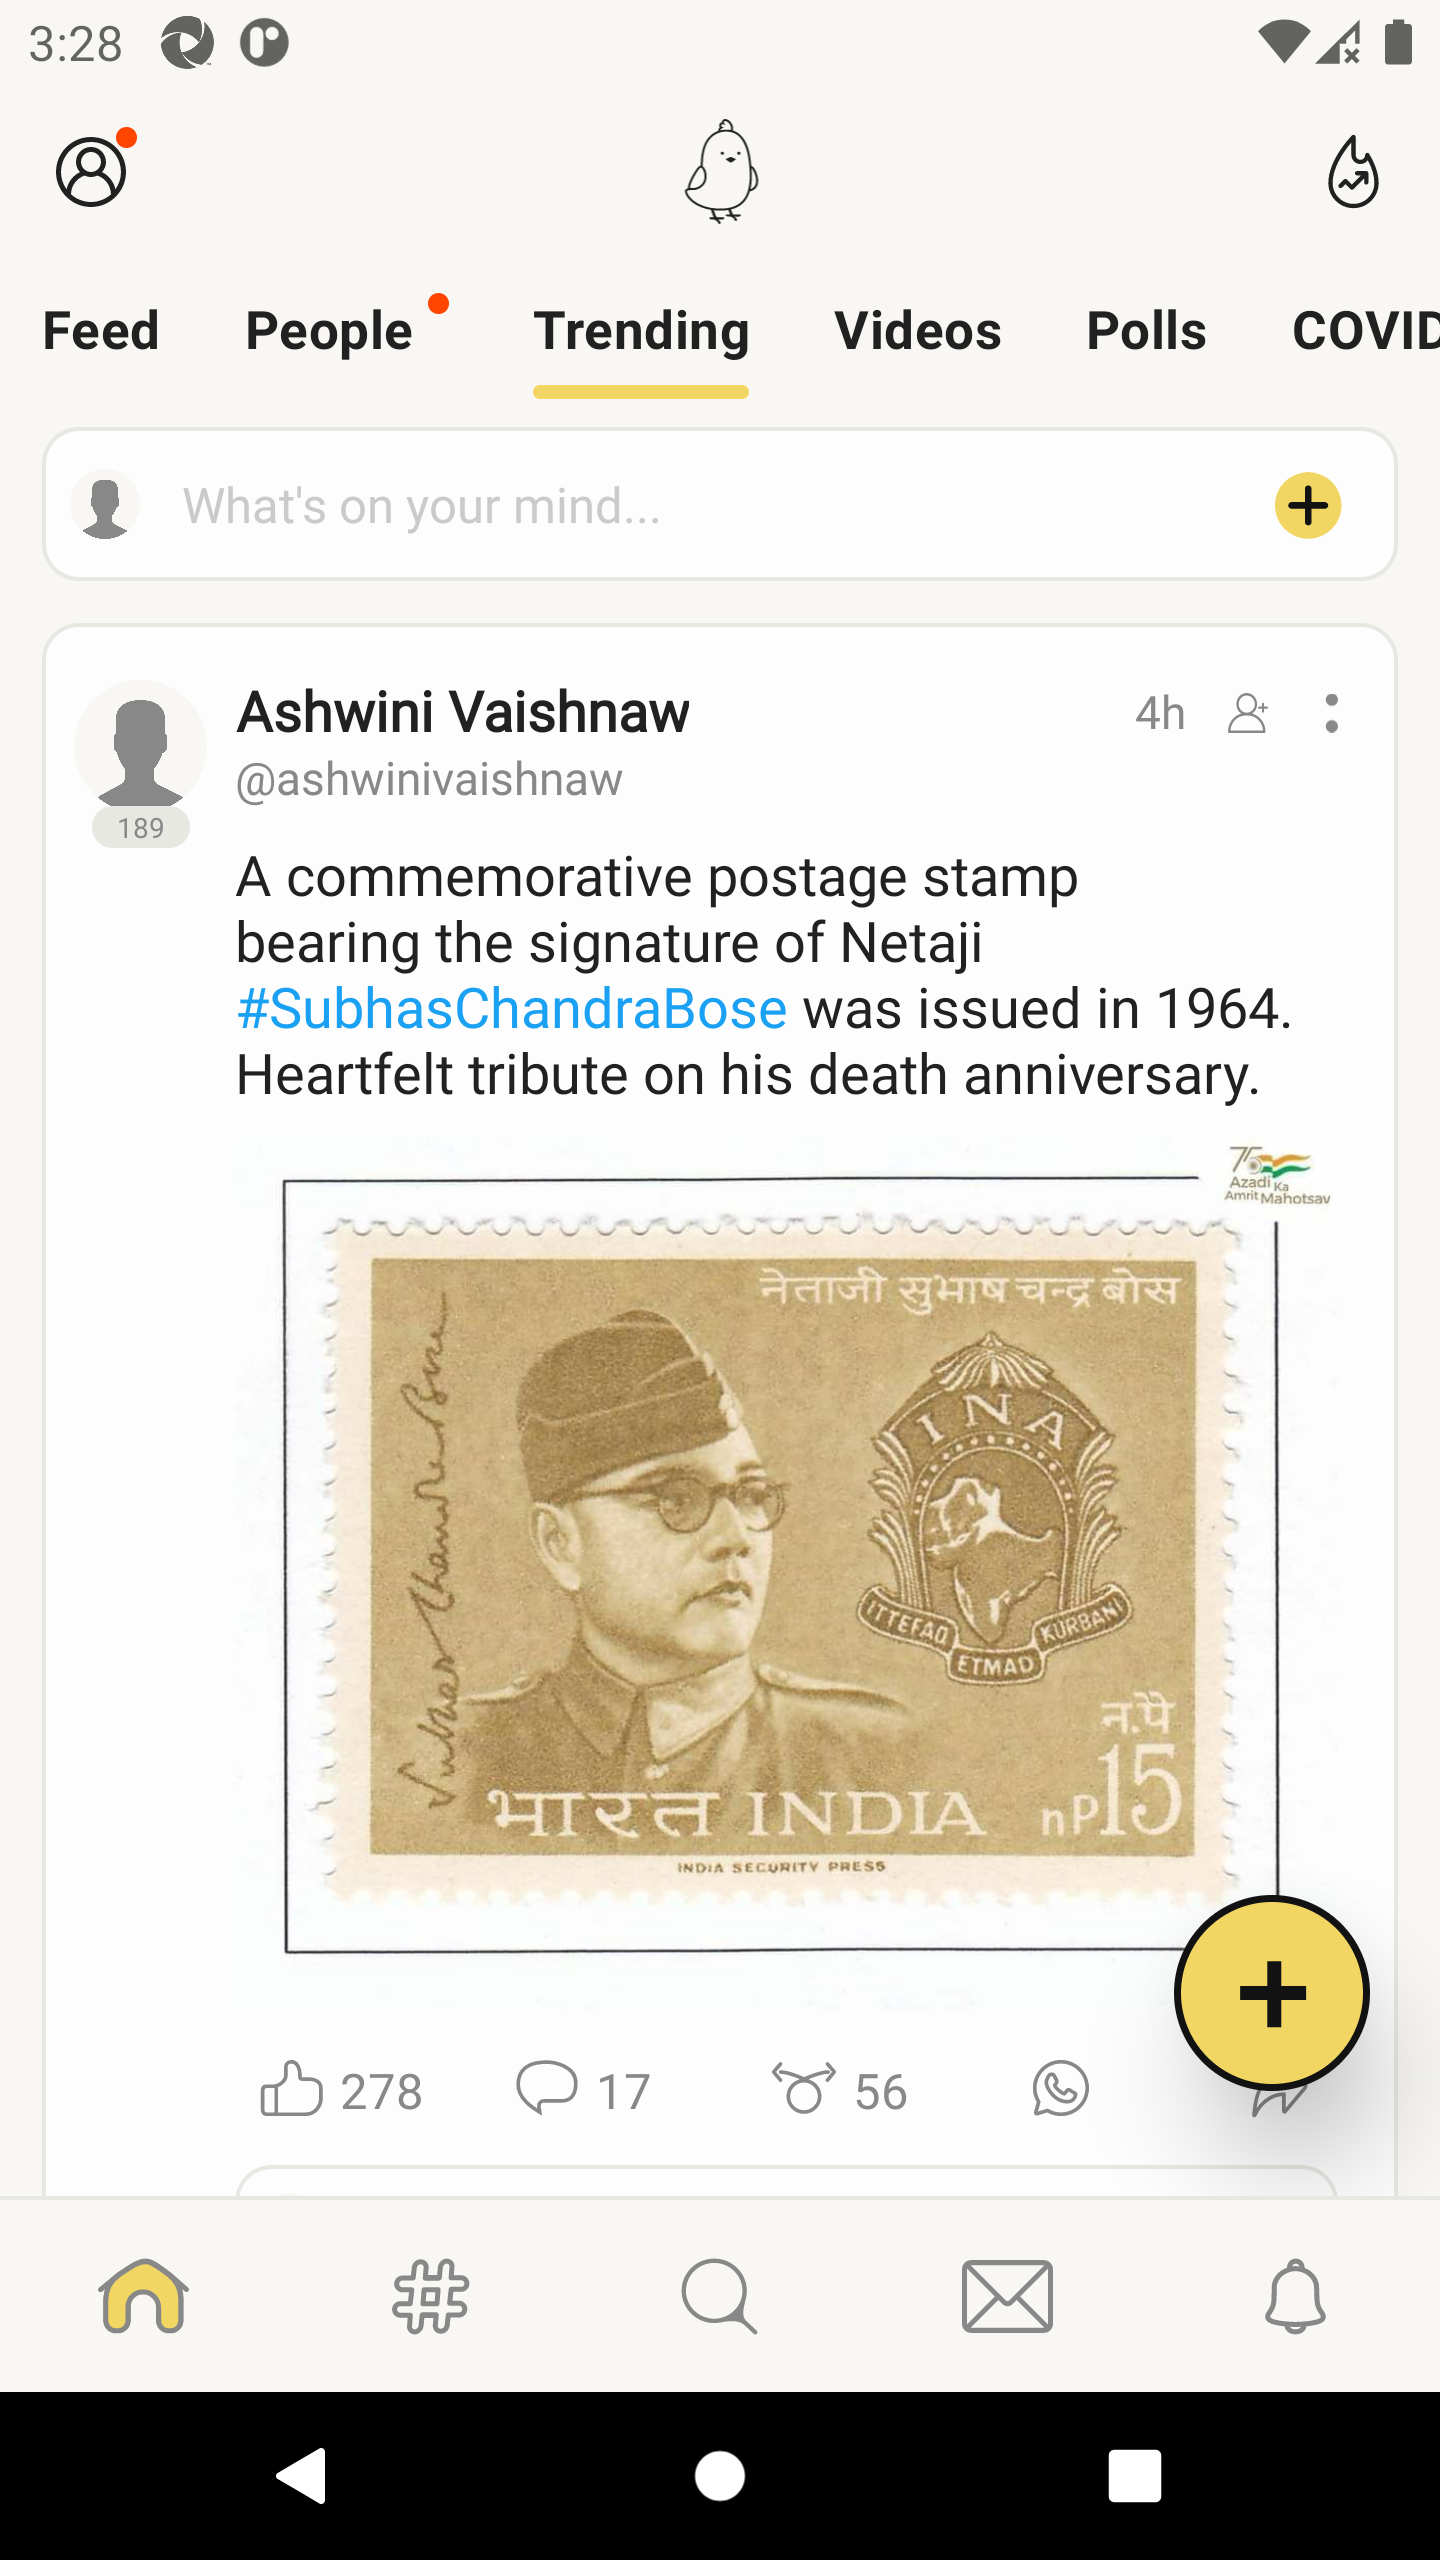 3:28
Feed People Trending Videos Polls COVID
What's on your mind...
Ashwini Vaishnaw 4h
@ashwinivaishnaw
189
A commemorative postage stamp
bearing the signature of Netaji
#SubhasChandraBose was issued in 1964.
Heartfelt tribute on his death anniversary.
75
Azadi Ka
Amrit Mahotsav
नेताजी सुभाष चन्द्र बोस
Subhas Chandra Bose
INA
ITTEFAQ ETMAD KURBANI
न.पै
भारत INDIA nP15
INDIA SECURITY PRESS
278 17 56